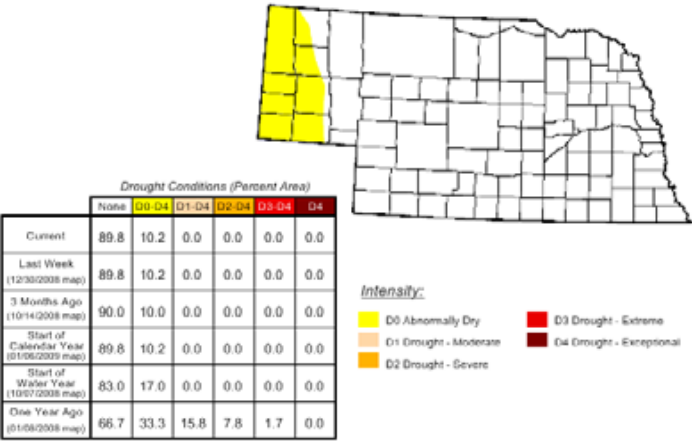 Drought Conditions (Percent Area)
None D0-D4 D1-D4 D2-D4 D3-D4 D4
Current 89.8 10.2 0.0 0.0 0.0 0.0
Last Week
(12/30/2008 map) 89.8 10.2 0.0 0.0 0.0 0.0
3 Months Ago
(10/14/2008 map) 90.0 10.0 0.0 0.0 0.0 0.0
Start of
Calendar Year
(01/06/2009 map) 89.8 10.2 0.0 0.0 0.0 0.0
Start of
Water Year
(10/07/2008 map) 83.0 17.0 0.0 0.0 0.0 0.0
One Year Ago
(01/08/2008 map) 66.7 33.3 15.8 7.8 1.7 0.0
Intensity:
D0 Abnormally Dry
D1 Drought - Moderate
D2 Drought - Severe
D3 Drought - Extreme
D4 Drought - Exceptional